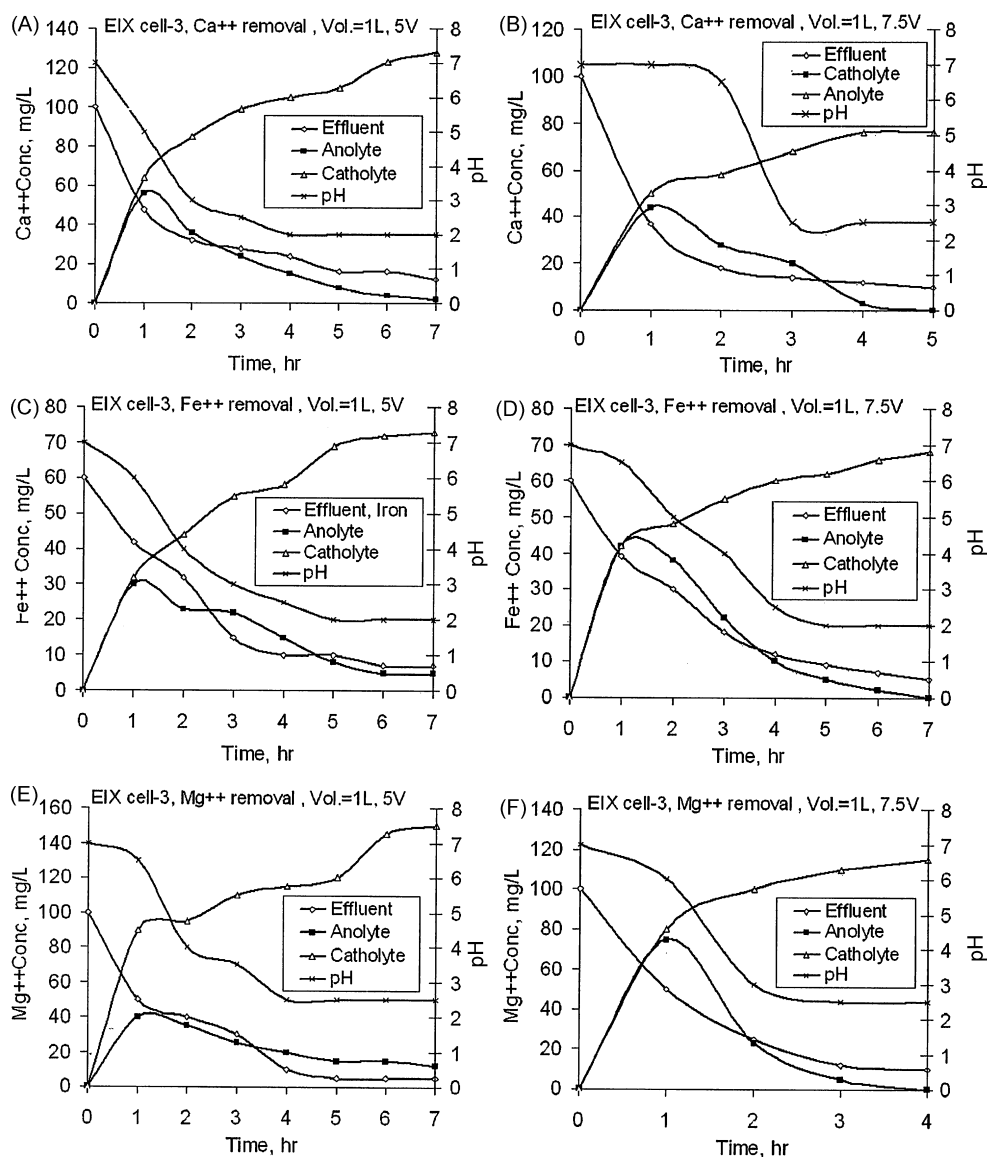 (A)
EIX cell-3, Ca++ removal , Vol.=1L, 5V
Ca++Conc, mg/L
140
120
100
80
60
40
20
0
8
7
6
5
4
3
2
1
0
pH
Effluent
Anolyte
Catholyte
pH
0 1 2 3 4 5 6 7
Time, hr
(B)
EIX cell-3, Ca++ removal , Vol.=1L, 7.5V
Ca++Conc, mg/L
120
100
80
60
40
20
0
8
7
6
5
4
3
2
1
0
pH
Effluent
Catholyte
Anolyte
pH
0 1 2 3 4 5
Time, hr
(C)
EIX cell-3, Fe++ removal , Vol.=1L, 5V
Fe++ Conc, mg/L
80
70
60
50
40
30
20
10
0
8
7
6
5
4
3
2
1
0
pH
Effluent, Iron
Anolyte
Catholyte
pH
0 1 2 3 4 5 6 7
Time, hr
(D)
EIX cell-3, Fe++ removal , Vol.=1L, 7.5V
Fe++ Conc, mg/L
80
70
60
50
40
30
20
10
0
8
7
6
5
4
3
2
1
0
pH
Effluent
Anolyte
Catholyte
pH
0 1 2 3 4 5 6 7
Time, hr
(E)
EIX cell-3, Mg++ removal , Vol.=1L, 5V
Mg++Conc, mg/L
160
140
120
100
80
60
40
20
0
8
7
6
5
4
3
2
1
0
pH
Effluent
Anolyte
Catholyte
pH
0 1 2 3 4 5 6 7
Time, hr
(F)
EIX cell-3, Mg++ removal , Vol.=1L, 7.5V
Mg++Conc, mg/L
140
120
100
80
60
40
20
0
8
7
6
5
4
3
2
1
0
pH
Effluent
Anolyte
Catholyte
pH
0 1 2 3 4
Time, hr